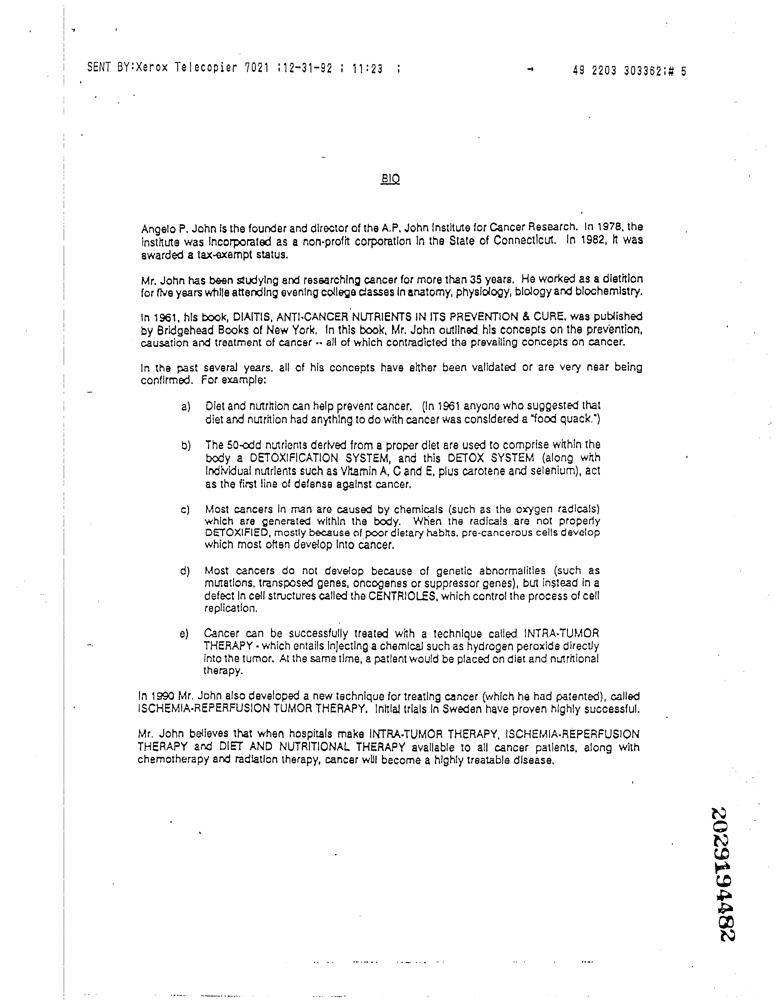 SENT BY:Xerox Telecopier 7021 ;12-31-92 ; 11:23 ; → 49 2203 303362;# 5
BIO
Angelo P. John is the founder and director of the A.P. John Institute for Cancer Research. In 1978, the
institute was incorporated as a non-profit corporation in the State of Connecticut. In 1982, it was
awarded a tax-exempt status.
Mr. John has been studying and researching cancer for more than 35 years. He worked as a dietition
for five years while attending evening college classes in anatomy, physiology, biology and biochemistry.
In 1961, his book, DIAITIS, ANTI-CANCER NUTRIENTS IN ITS PREVENTION & CURE, was published
by Bridgehead Books of New York. In this book, Mr. John outlined his concepts on the prevention,
causation and treatment of cancer -- all of which contradicted the prevailing concepts on cancer.
In the past several years, all of his concepts have either been validated or are very near being
confirmed. For example:
a) Diet and nutrition can help prevent cancer. (In 1961 anyone who suggested that
diet and nutrition had anything to do with cancer was considered a "food quack.")
b) The 50-odd nutrients derived from a proper diet are used to comprise within the
body a DETOXIFICATION SYSTEM, and this DETOX SYSTEM (along with
individual nutrients such as Vitamin A, C and E, plus carotene and selenium), act
as the first line of defense against cancer.
c) Most cancers in man are caused by chemicals (such as the oxygen radicals)
which are generated within the body. When the radicals are not properly
DETOXIFIED, mostly because of poor dietary habits, pre-cancerous cells develop
which most often develop into cancer.
d) Most cancers do not develop because of genetic abnormalities (such as
mutations, transposed genes, oncogenes or suppressor genes), but instead in a
defect in cell structures called the CENTRIOLES, which control the process of cell
replication.
e) Cancer can be successfully treated with a technique called INTRA-TUMOR
THERAPY - which entails injecting a chemical such as hydrogen peroxide directly
into the tumor. At the same time, a patient would be placed on diet and nutritional
therapy.
In 1990 Mr. John also developed a new technique for treating cancer (which he had patented), called
ISCHEMIA-REPERFUSION TUMOR THERAPY. Initial trials in Sweden have proven highly successful.
Mr. John believes that when hospitals make INTRA-TUMOR THERAPY, ISCHEMIA-REPERFUSION
THERAPY and DIET AND NUTRITIONAL THERAPY available to all cancer patients, along with
chemotherapy and radiation therapy, cancer will become a highly treatable disease.
2029194482